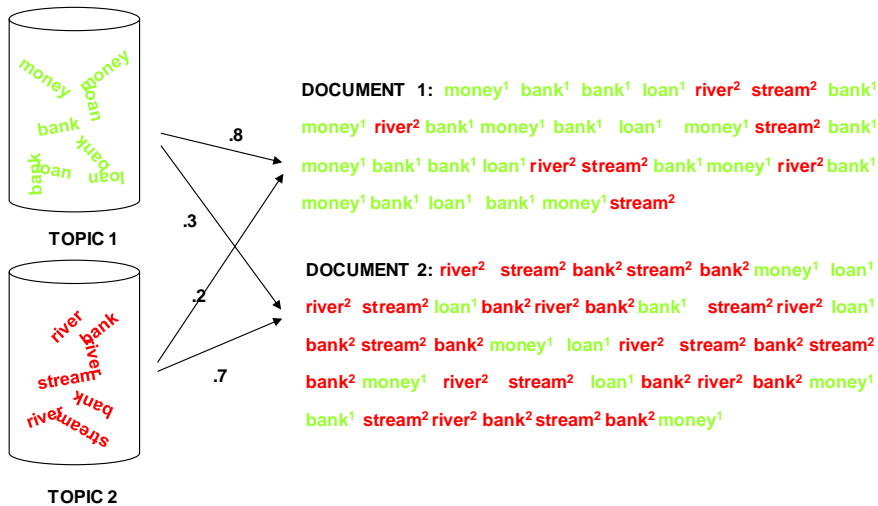 money
money
loan
bank
bank
bank
loan
loan
TOPIC 1
river
bank
river
stream
bank
river
stream
TOPIC 2
.8
.3
.2
.7
DOCUMENT 1: money¹ bank¹ bank¹ loan¹ river² stream² bank¹
money¹ river² bank¹ money¹ bank¹ loan¹ money¹ stream² bank¹
money¹ bank¹ bank¹ loan¹ river² stream² bank¹ money¹ river² bank¹
money¹ bank¹ loan¹ bank¹ money¹ stream²
DOCUMENT 2: river² stream² bank² stream² bank² money¹ loan¹
river² stream² loan¹ bank² river² bank² bank¹ stream² river² loan¹
bank² stream² bank² money¹ loan¹ river² stream² bank² stream²
bank² money¹ river² stream² loan¹ bank² river² bank² money¹
bank¹ stream² river² bank² stream² bank² money¹